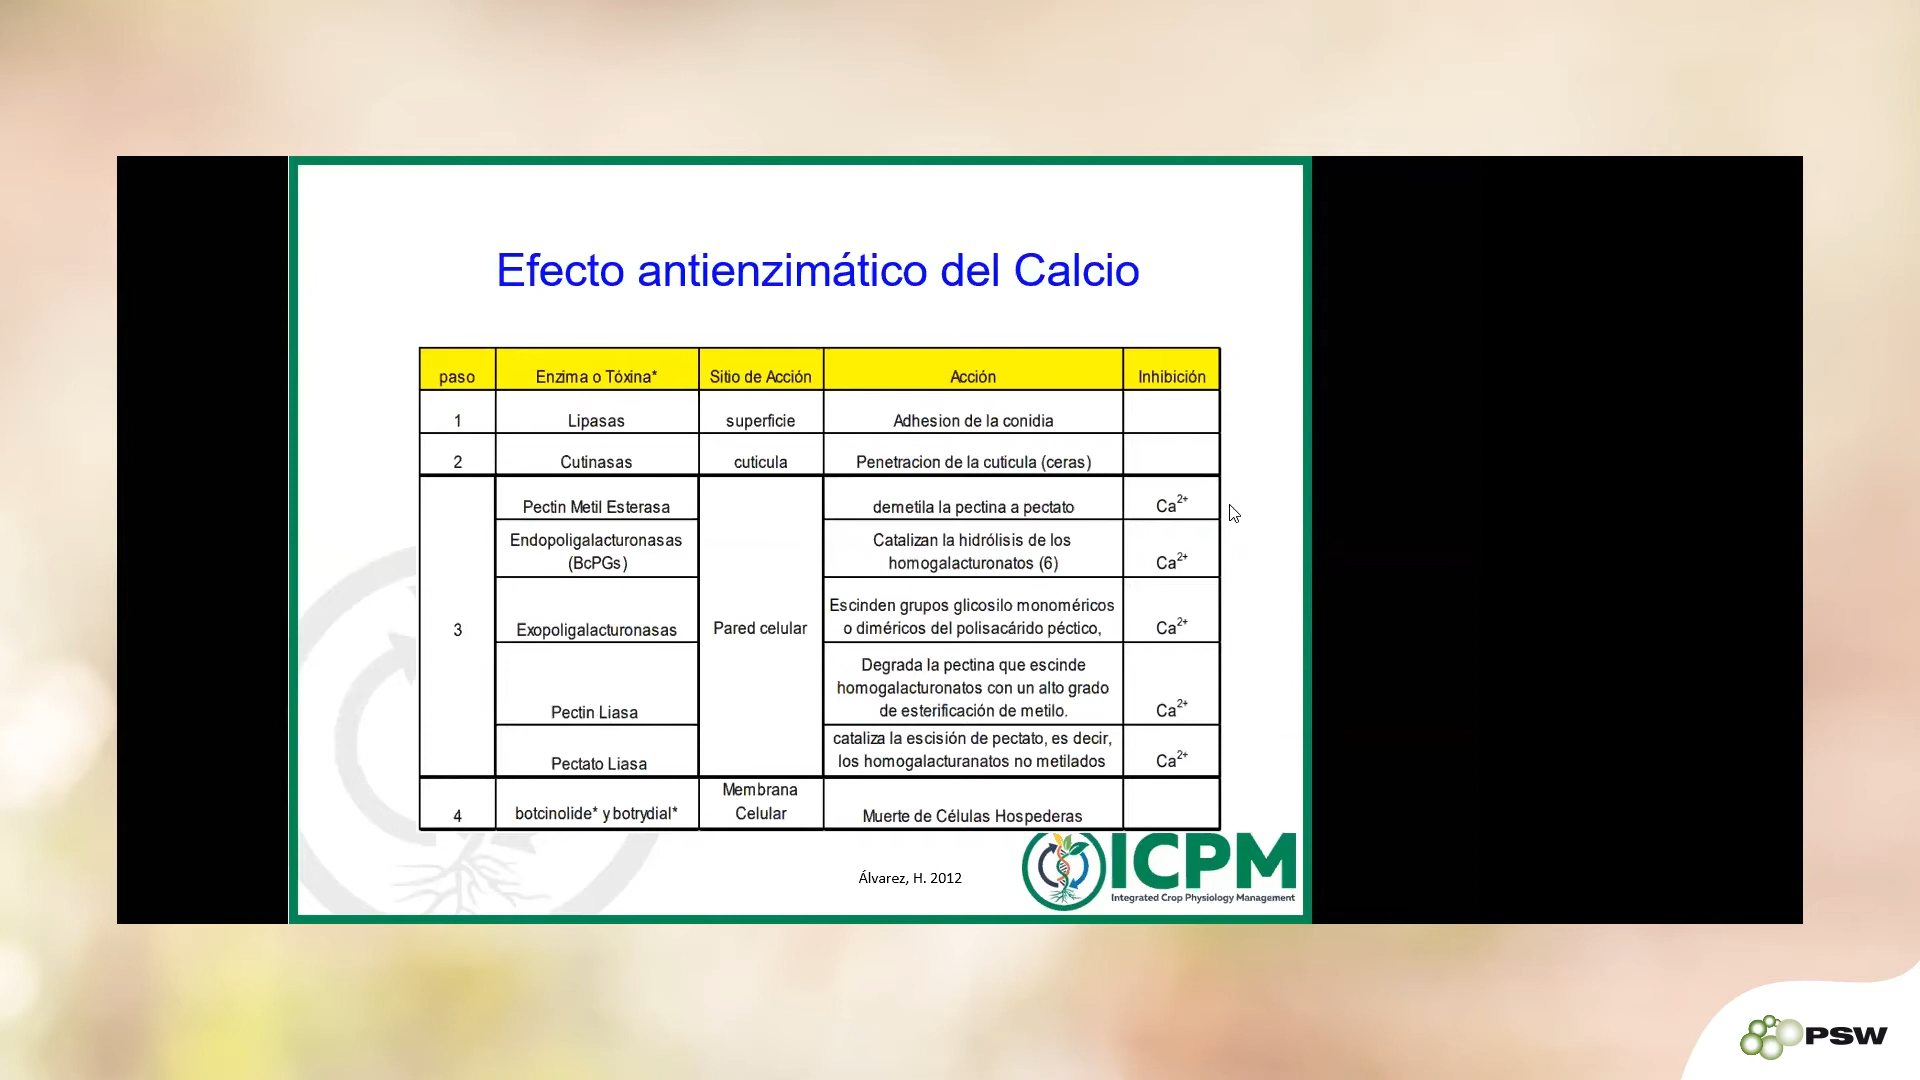 Efecto antienzimático del Calcio
paso Enzima o Tóxina* Sitio de Acción Acción Inhibición
1 Lipasas superficie Adhesion de la conidia
2 Cutinasas cuticula Penetracion de la cuticula (ceras)
3
Pared celular
Pectin Metil Esterasa demetila la pectina a pectato Ca2+
Endopoligalacturonasas
(BcPGs)
Catalizan la hidrólisis de los
homogalacturonatos (6)
Ca2+
Exopoligalacturonasas
Escinden grupos glicosilo monoméricos
o diméricos del polisacárido péctico,
Ca2+
Pectin Liasa
Degrada la pectina que escinde
homogalacturonatos con un alto grado
de esterificación de metilo.
Ca2+
Pectato Liasa
cataliza la escisión de pectato, es decir,
los homogalacturanatos no metilados
Ca2+
4 botcinolide* y botrydial*
Membrana
Celular
Muerte de Células Hospederas
Álvarez, H. 2012
ICPM
Integrated Crop Physiology Management
PSW